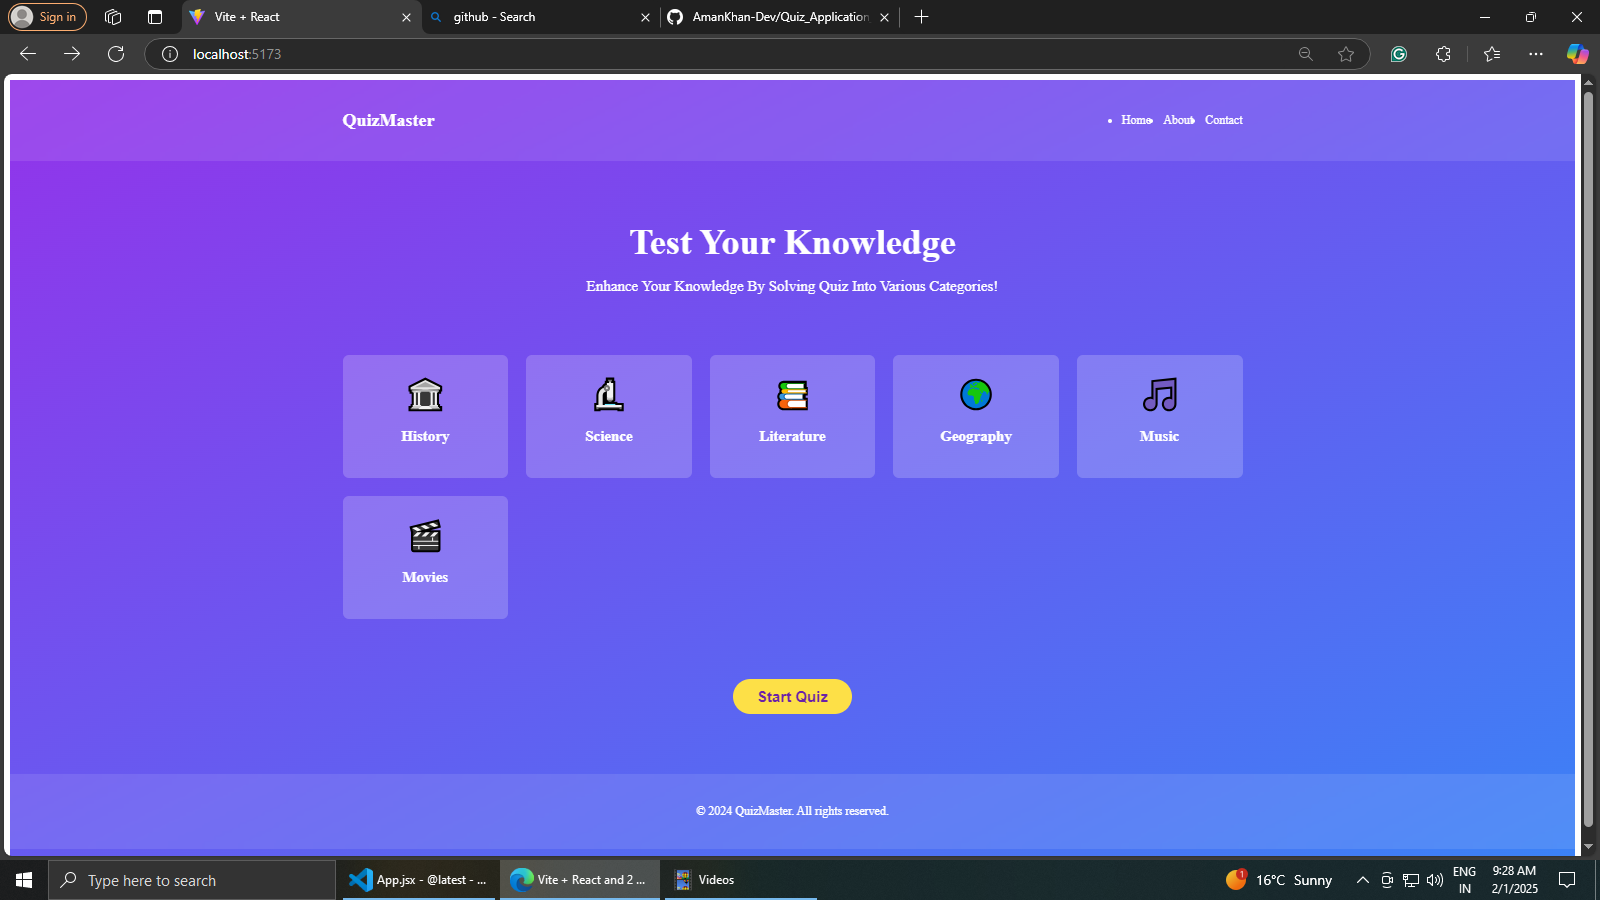 Sign in
Vite + React
github - Search
AmanKhan-Dev/Quiz_Application
localhost:5173
QuizMaster
Home
About
Contact
Test Your Knowledge
Enhance Your Knowledge By Solving Quiz Into Various Categories!
History
Science
Literature
Geography
Music
Movies
Start Quiz
© 2024 QuizMaster. All rights reserved.
Type here to search
App.jsx - @latest - ...
Vite + React and 2 ...
Videos
1
16°C Sunny
ENG
IN
9:28 AM
2/1/2025